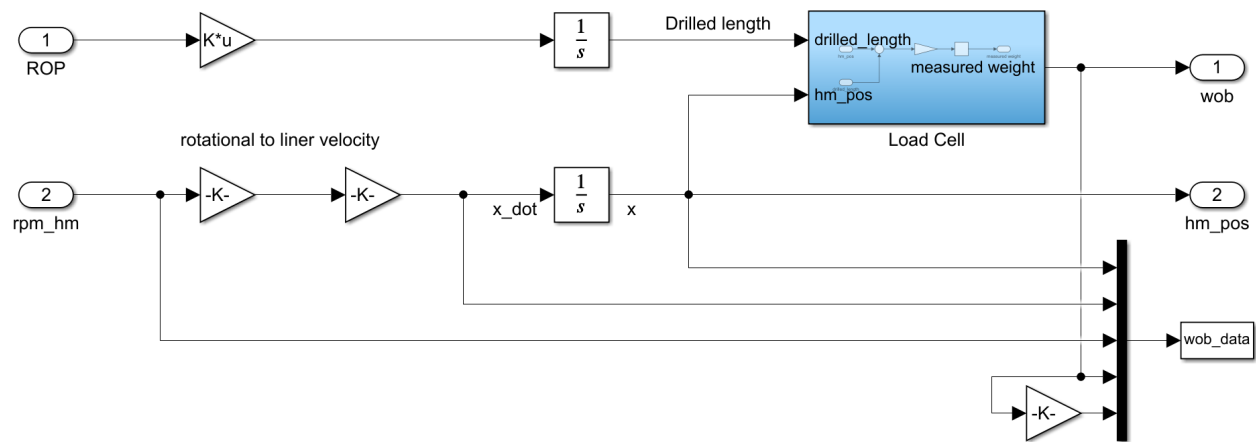 1
ROP
K*u
1
s
Drilled length
drilled_length
hm_pos
measured weight
Load Cell
1
wob
rotational to liner velocity
2
rpm_hm
-K-
-K-
x_dot
1
s
x
2
hm_pos
wob_data
-K-